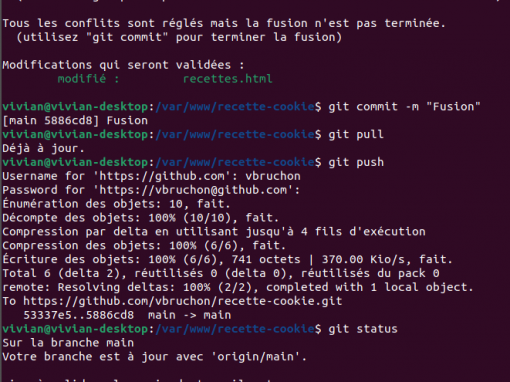 Tous les conflits sont réglés mais la fusion n'est pas terminée.
(utilisez "git commit" pour terminer la fusion)
Modifications qui seront validées :
modifié : recettes.html
vivian@vivian-desktop:/var/www/recette-cookie$ git commit -m "Fusion"
[main 5886cd8] Fusion
vivian@vivian-desktop:/var/www/recette-cookie$ git pull
Déjà à jour.
vivian@vivian-desktop:/var/www/recette-cookie$ git push
Username for 'https://github.com': vbruchon
Password for 'https://vbruchon@github.com':
Énumération des objets: 10, fait.
Décompte des objets: 100% (10/10), fait.
Compression par delta en utilisant jusqu'à 4 fils d'exécution
Compression des objets: 100% (6/6), fait.
Écriture des objets: 100% (6/6), 741 octets | 370.00 Kio/s, fait.
Total 6 (delta 2), réutilisés 0 (delta 0), réutilisés du pack 0
remote: Resolving deltas: 100% (2/2), completed with 1 local object.
To https://github.com/vbruchon/recette-cookie.git
53337e5..5886cd8 main -> main
vivian@vivian-desktop:/var/www/recette-cookie$ git status
Sur la branche main
Votre branche est à jour avec 'origin/main'.